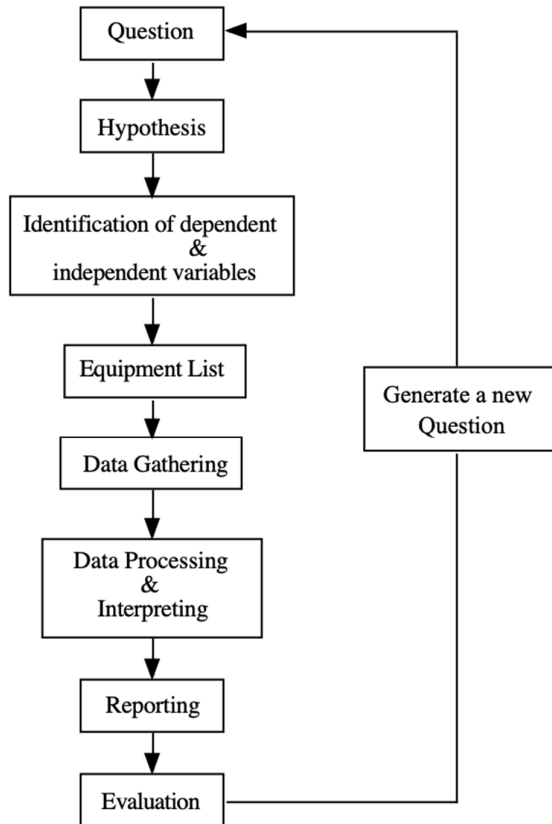 Question
Hypothesis
Identification of dependent
&
independent variables
Equipment List
Data Gathering
Data Processing
&
Interpreting
Reporting
Evaluation
Generate a new
Question